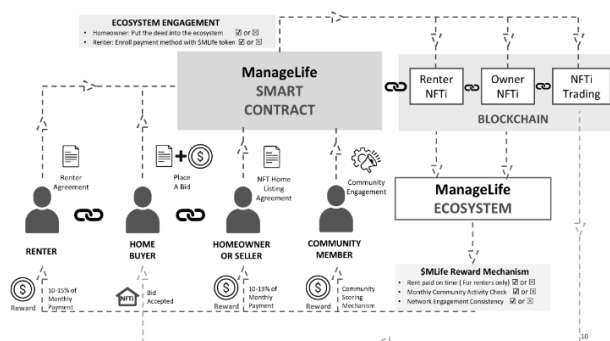 ECOSYSTEM ENGAGEMENT
• Homeowner: Put the deed into the ecosystem ☑ or ☒
• Renter: Enroll payment method with $MLife token ☑ or ☒
ManageLife
SMART
CONTRACT
Renter
NFTi
Owner
NFTi
NFTi
Trading
BLOCKCHAIN
Renter
Agreement
Place
A Bid
NFT Home
Listing
Agreement
Community
Engagement
ManageLife
ECOSYSTEM
RENTER
HOME
BUYER
HOMEOWNER
OR SELLER
COMMUNITY
MEMBER
Reward
10-15% of
Monthly
Payment
NFTi
Bid
Accepted
Reward
10-13% of
Monthly
Payment
Reward
Community
Scoring
Mechanism
$MLife Reward Mechanism
• Rent paid on time ( For renters only) ☑ or ☒
• Monthly Community Activity Check ☑ or ☒
• Network Engagement Consistency ☑ or ☒
10